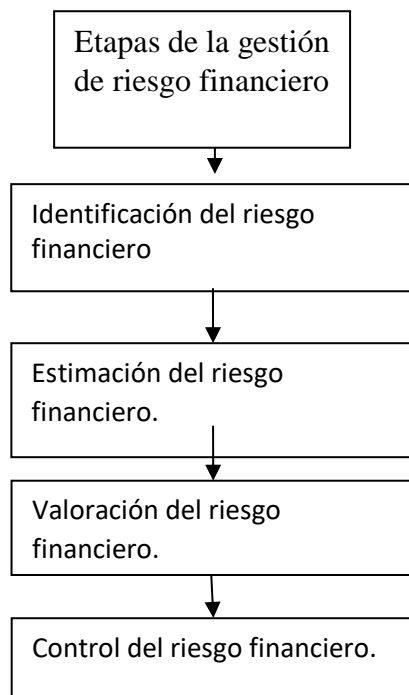 Etapas de la gestión
de riesgo financiero
Identificación del riesgo
financiero
Estimación del riesgo
financiero.
Valoración del riesgo
financiero.
Control del riesgo financiero.